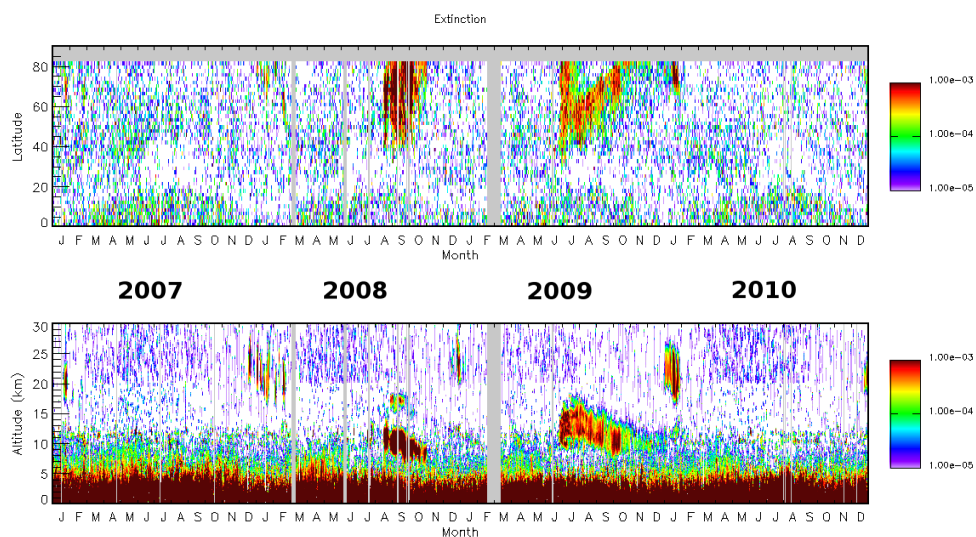 Extinction
80
60
40
20
0
Latitude
J F M A M J J A S O N D J F M A M J J A S O N D J F M A M J J A S O N D J F M A M J J A S O N D
Month
1.00e-03
1.00e-04
1.00e-05
2007 2008 2009 2010
30
25
20
15
10
5
0
Altitude (km)
J F M A M J J A S O N D J F M A M J J A S O N D J F M A M J J A S O N D J F M A M J J A S O N D
Month
1.00e-03
1.00e-04
1.00e-05